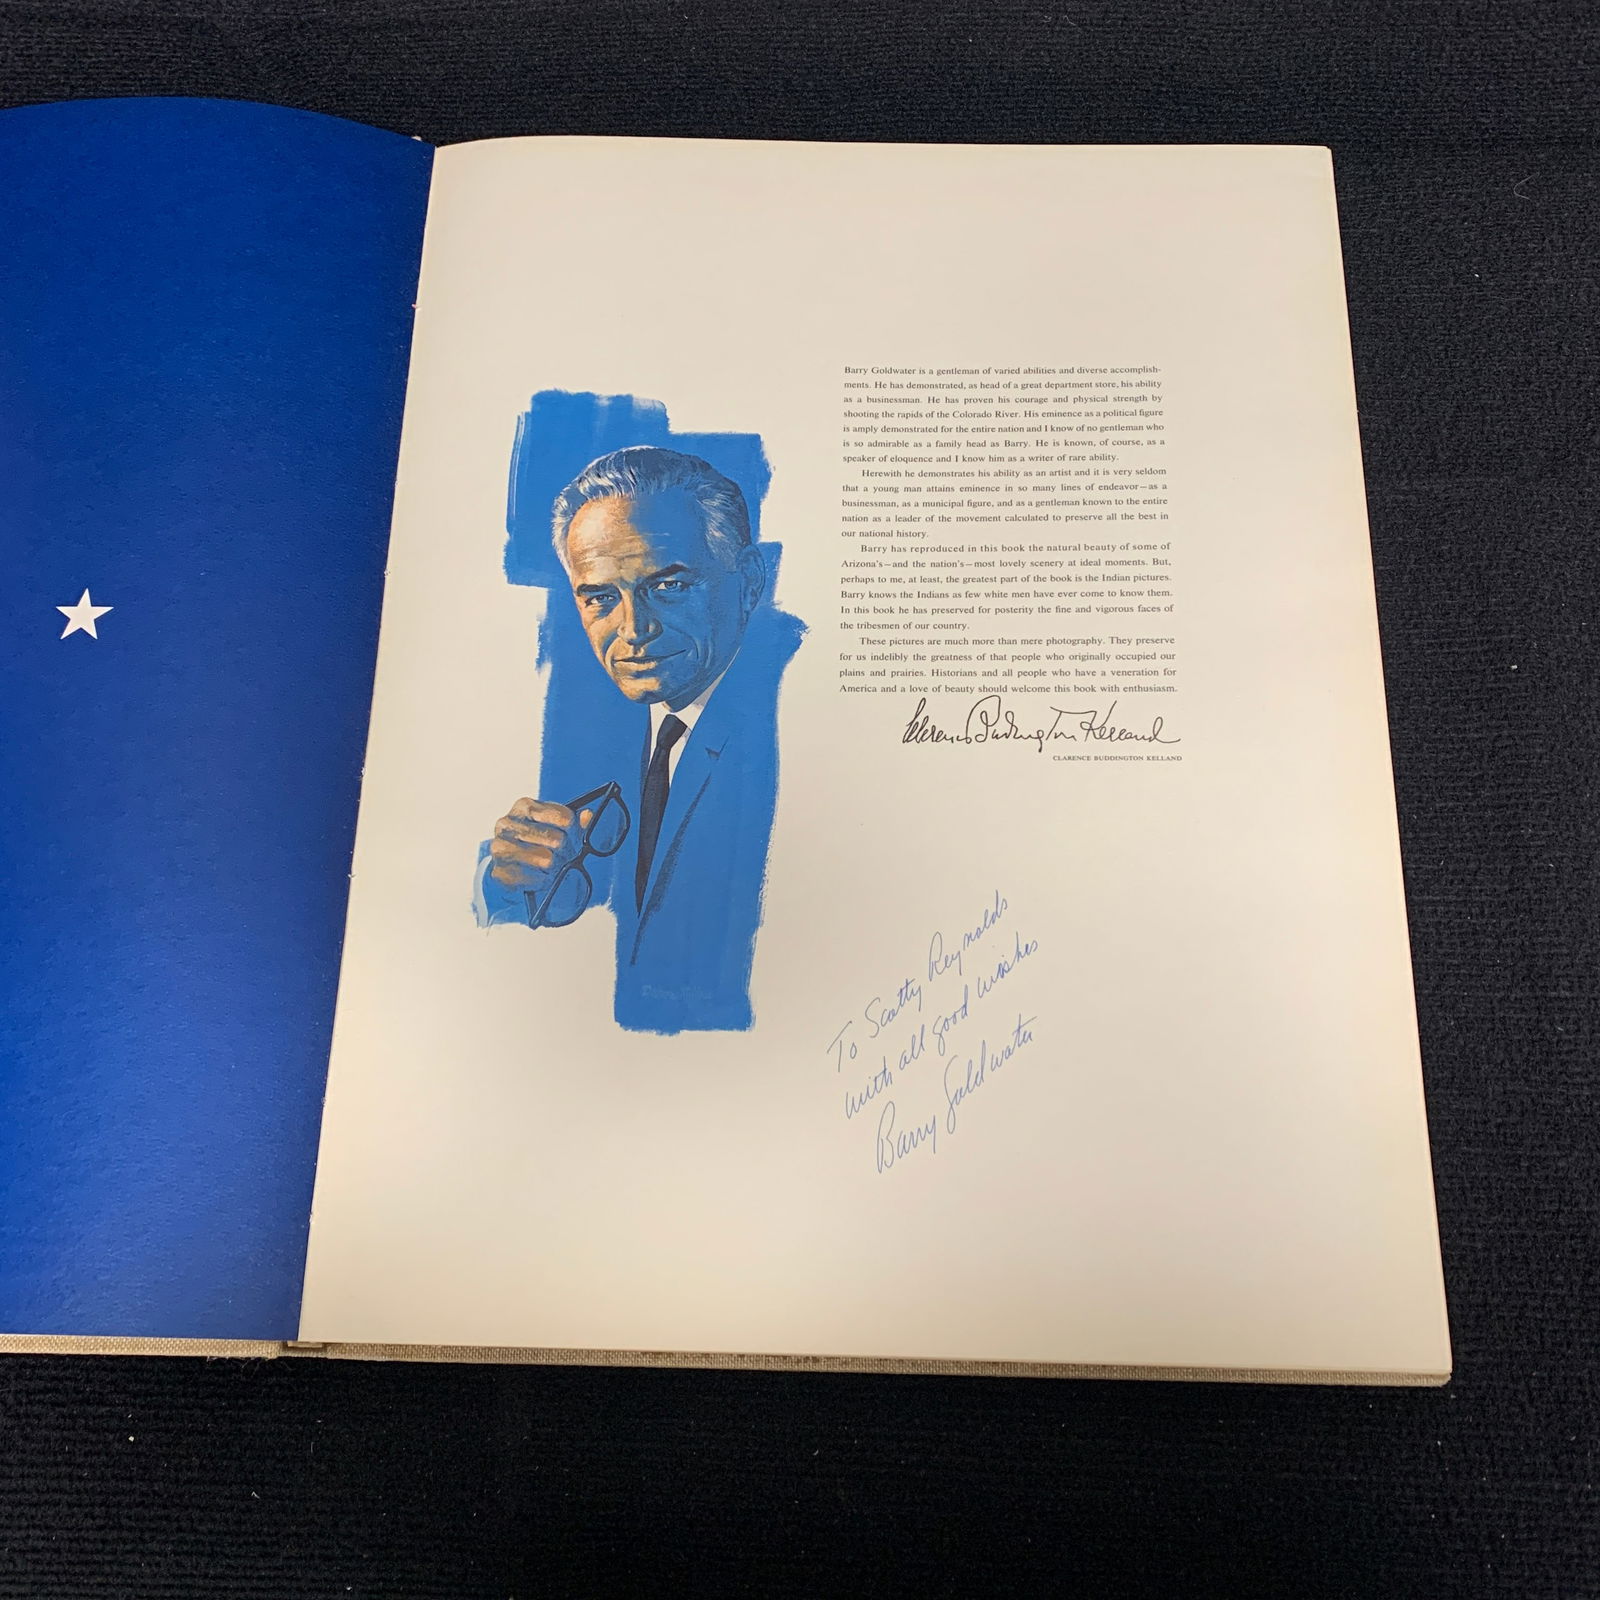 Barry Goldwater is a gentleman of varied abilities and diverse accomplish-
ments. He has demonstrated, as head of a great department store, his ability
as a businessman. He has proven his courage and physical strength by
shooting the rapids of the Colorado River. His eminence as a political figure
is amply demonstrated for the entire nation and I know of no gentleman who
is so admirable as a family head as Barry. He is known, of course, as a
speaker of eloquence and I know him as a writer of rare ability.
Herewith he demonstrates his ability as an artist and it is very seldom
that a young man attains eminence in so many lines of endeavor—as a
businessman, as a municipal figure, and as a gentleman known to the entire
nation as a leader of the movement calculated to preserve all the best in
our national history.
Barry has reproduced in this book the natural beauty of some of
Arizona's—and the nation's—most lovely scenery at ideal moments. But,
perhaps to me, at least, the greatest part of the book is the Indian pictures.
Barry knows the Indians as few white men have ever come to know them.
In this book he has preserved for posterity the fine and vigorous faces of
the tribesmen of our country.
These pictures are much more than mere photography. They preserve
for us indelibly the greatness of that people who originally occupied our
plains and prairies. Historians and all people who have a veneration for
America and a love of beauty should welcome this book with enthusiasm.
Clarence Budington Kelland
CLARENCE BUDDINGTON KELLAND
To Scotty Reynolds
with all good wishes
Barry Goldwater